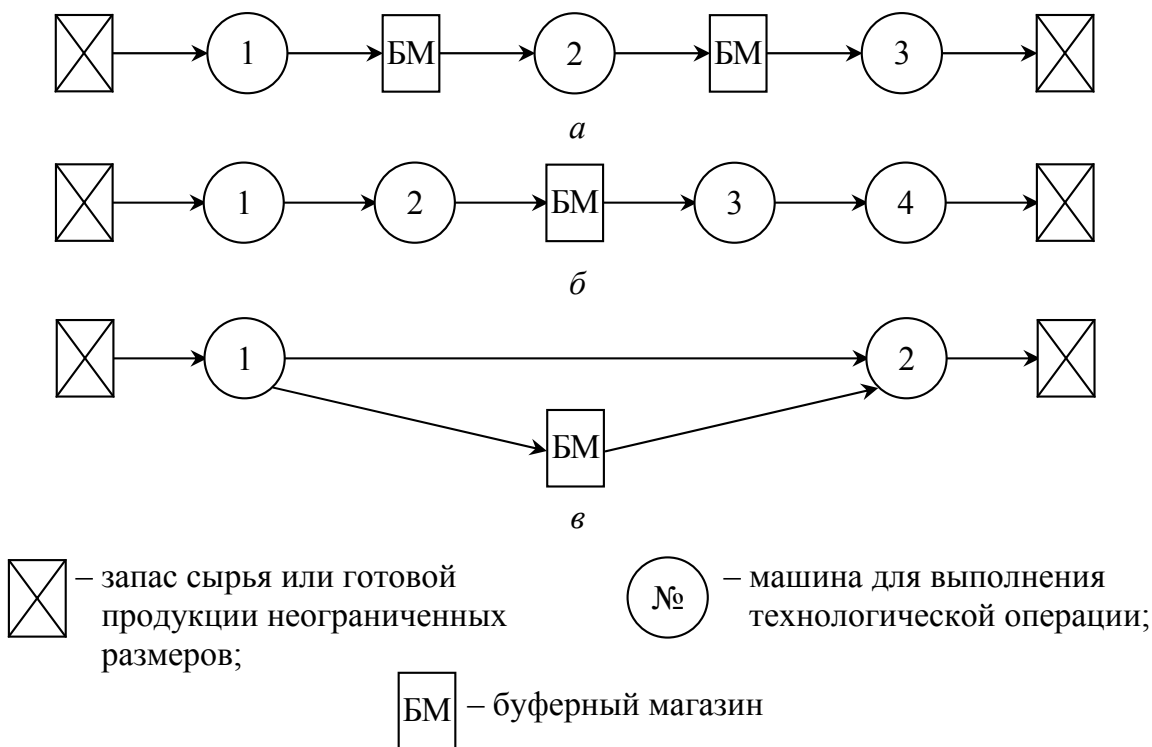 1 БМ 2 БМ 3
а
1 2 БМ 3 4
б
1 2
БМ
в
– запас сырья или готовой
продукции неограниченных
размеров;
№ – машина для выполнения
технологической операции;
БМ – буферный магазин